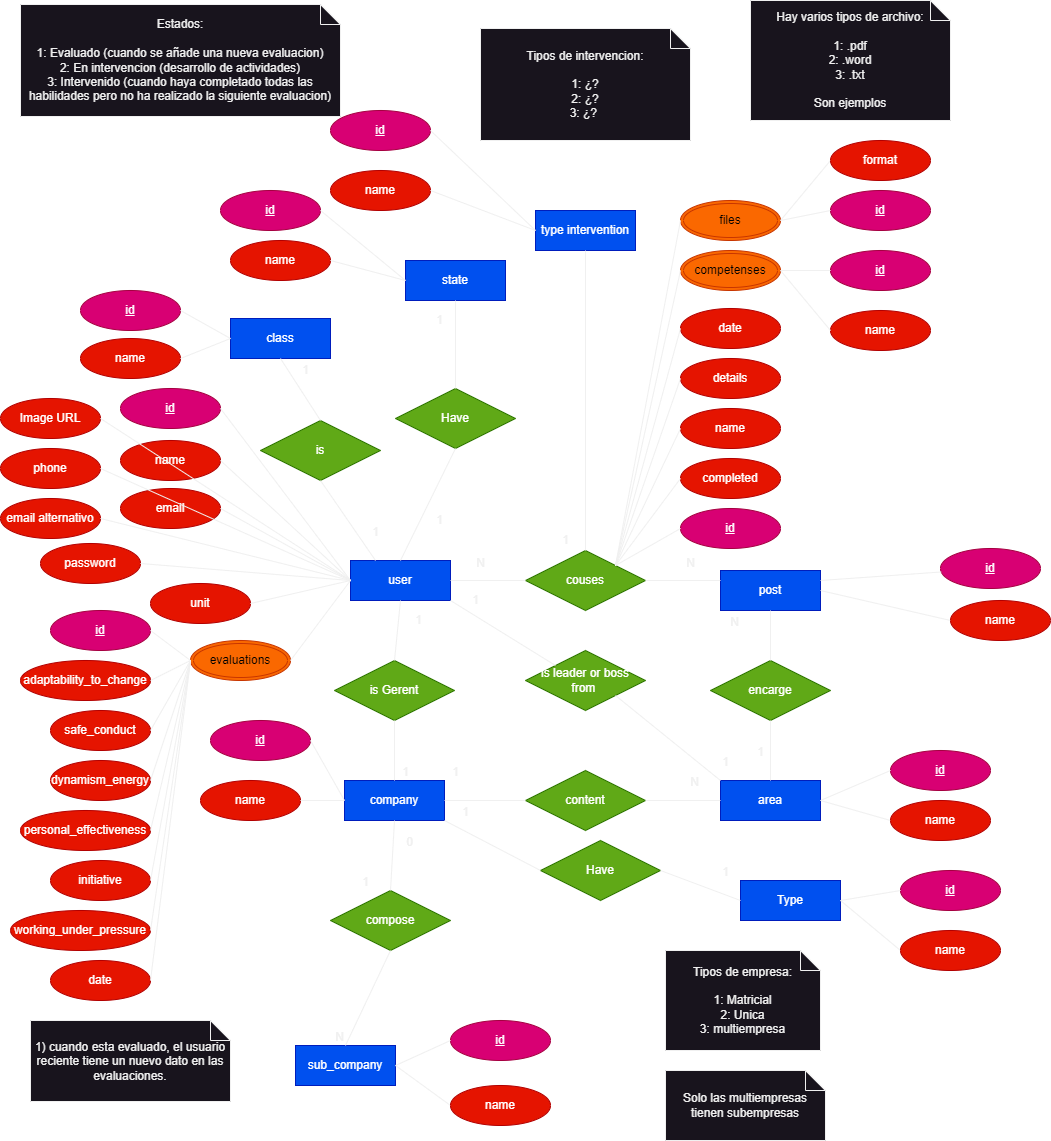 Estados:
1: Evaluado (cuando se añade una nueva evaluacion)
2: En intervencion (desarrollo de actividades)
3: Intervenido (cuando haya completado todas las
habilidades pero no ha realizado la siguiente evaluacion)
Tipos de intervencion:
1: ¿?
2: ¿?
3: ¿?
Hay varios tipos de archivo:
1: .pdf
2: .word
3: .txt
Son ejemplos
id
name
type intervention
id
name
state
1
files
format
id
competenses
id
name
date
details
name
completed
id
id
name
class
1
Have
is
Image URL
id
phone
name
email alternativo
email
password
unit
1
1
1
user
N
couses
N
post
id
name
1
1
N
id
evaluations
adaptability_to_change
safe_conduct
dynamism_energy
personal_effectiveness
initiative
working_under_pressure
date
is Gerent
is leader or boss
from
encarge
1
1
id
name
1
1
company
1
content
N
area
id
name
0
Have
1
Type
id
name
1
compose
N
sub_company
id
name
Tipos de empresa:
1: Matricial
2: Unica
3: multiempresa
1) cuando esta evaluado, el usuario
reciente tiene un nuevo dato en las
evaluaciones.
Solo las multiempresas
tienen subempresas